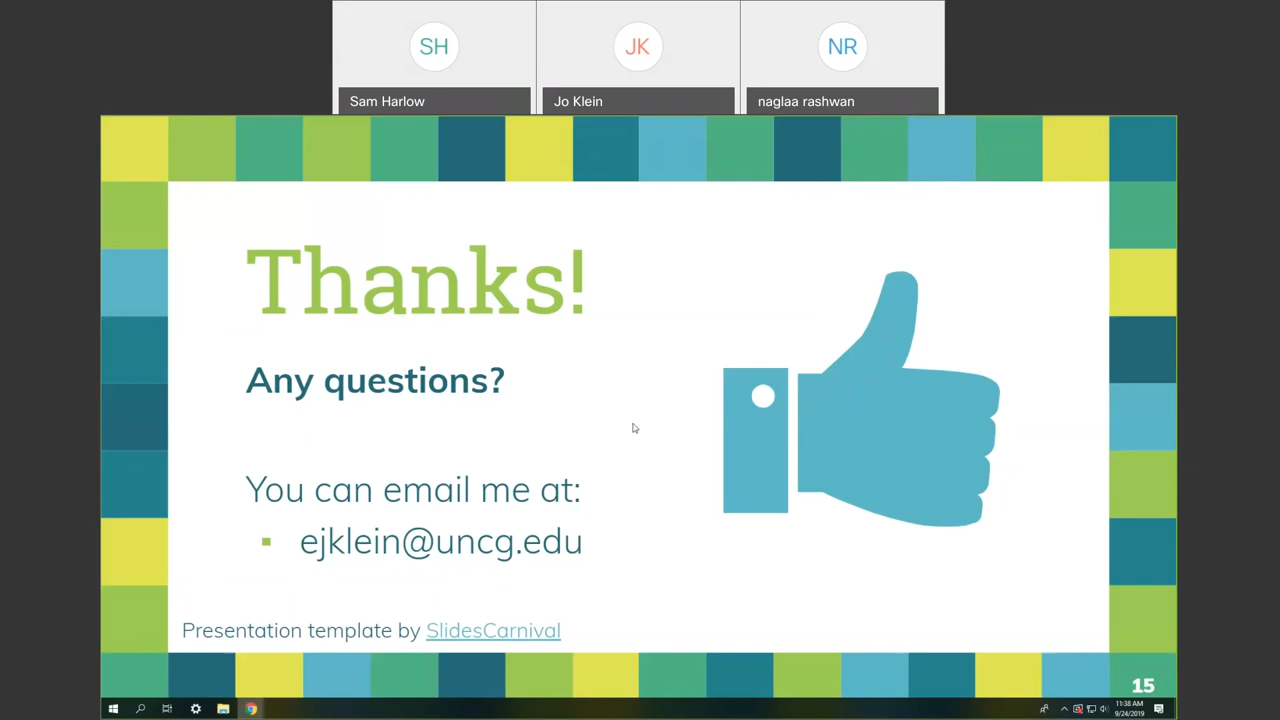 SH
JK
NR
Sam Harlow
Jo Klein
naglaa rashwan
Thanks!
Any questions?
You can email me at:
ejklein@uncg.edu
Presentation template by SlidesCarnival
15
11:38 AM
9/24/2019